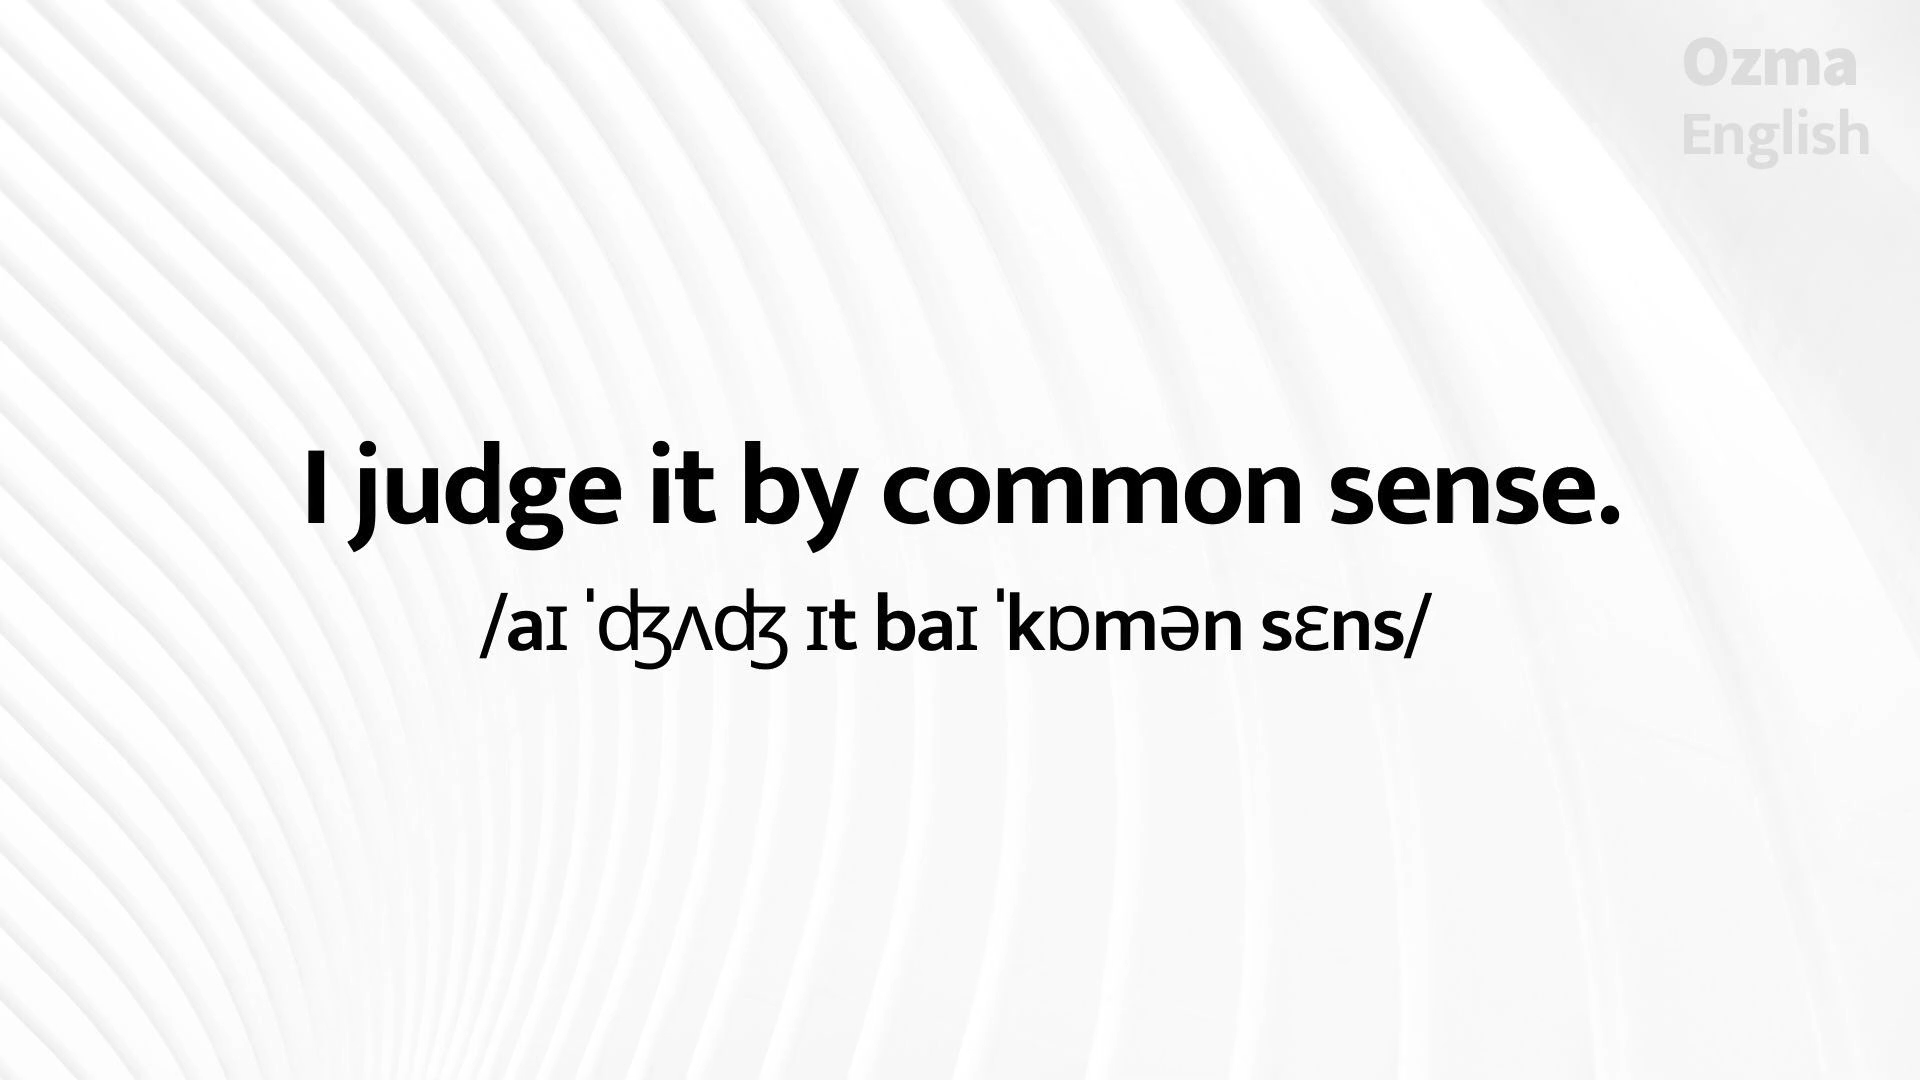 Ozma
English
I judge it by common sense.
/aɪ ˈʤʌʤ ɪt baɪ ˈkɒmən sɛns/